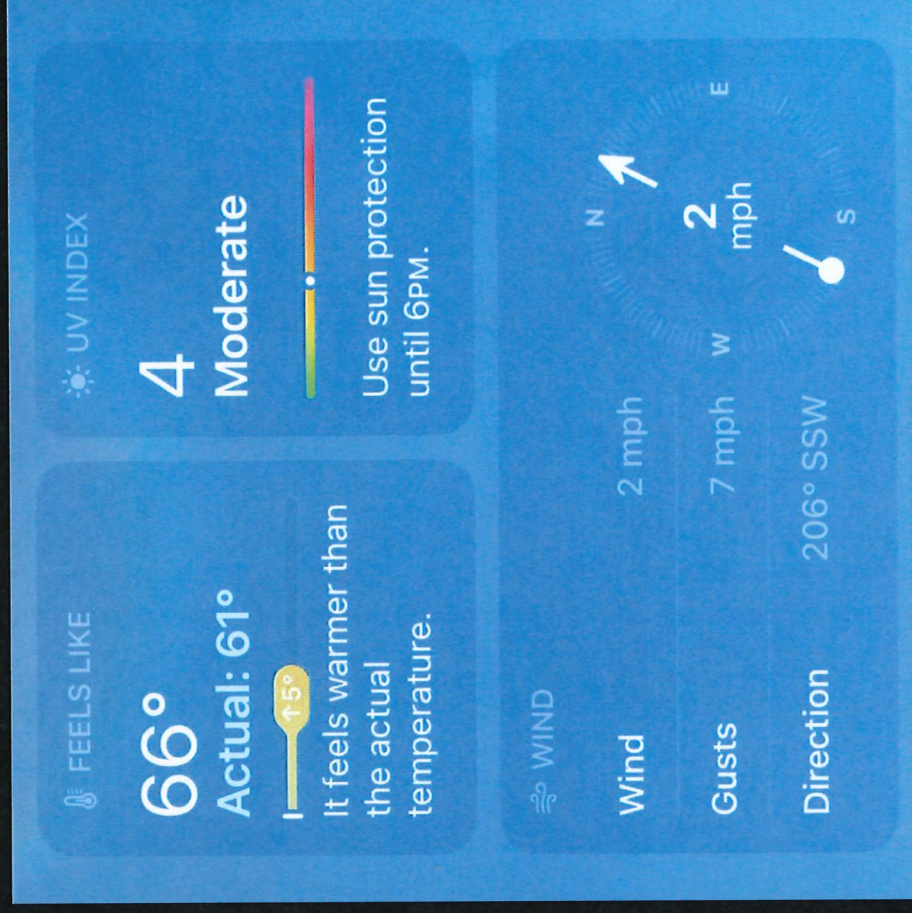 FEELS LIKE
66°
Actual: 61°
↑5°
It feels warmer than
the actual
temperature.
UV INDEX
4
Moderate
Use sun protection
until 6PM.
WIND
Wind 2 mph
Gusts 7 mph
Direction 206° SSW
N
W
E
S
2
mph